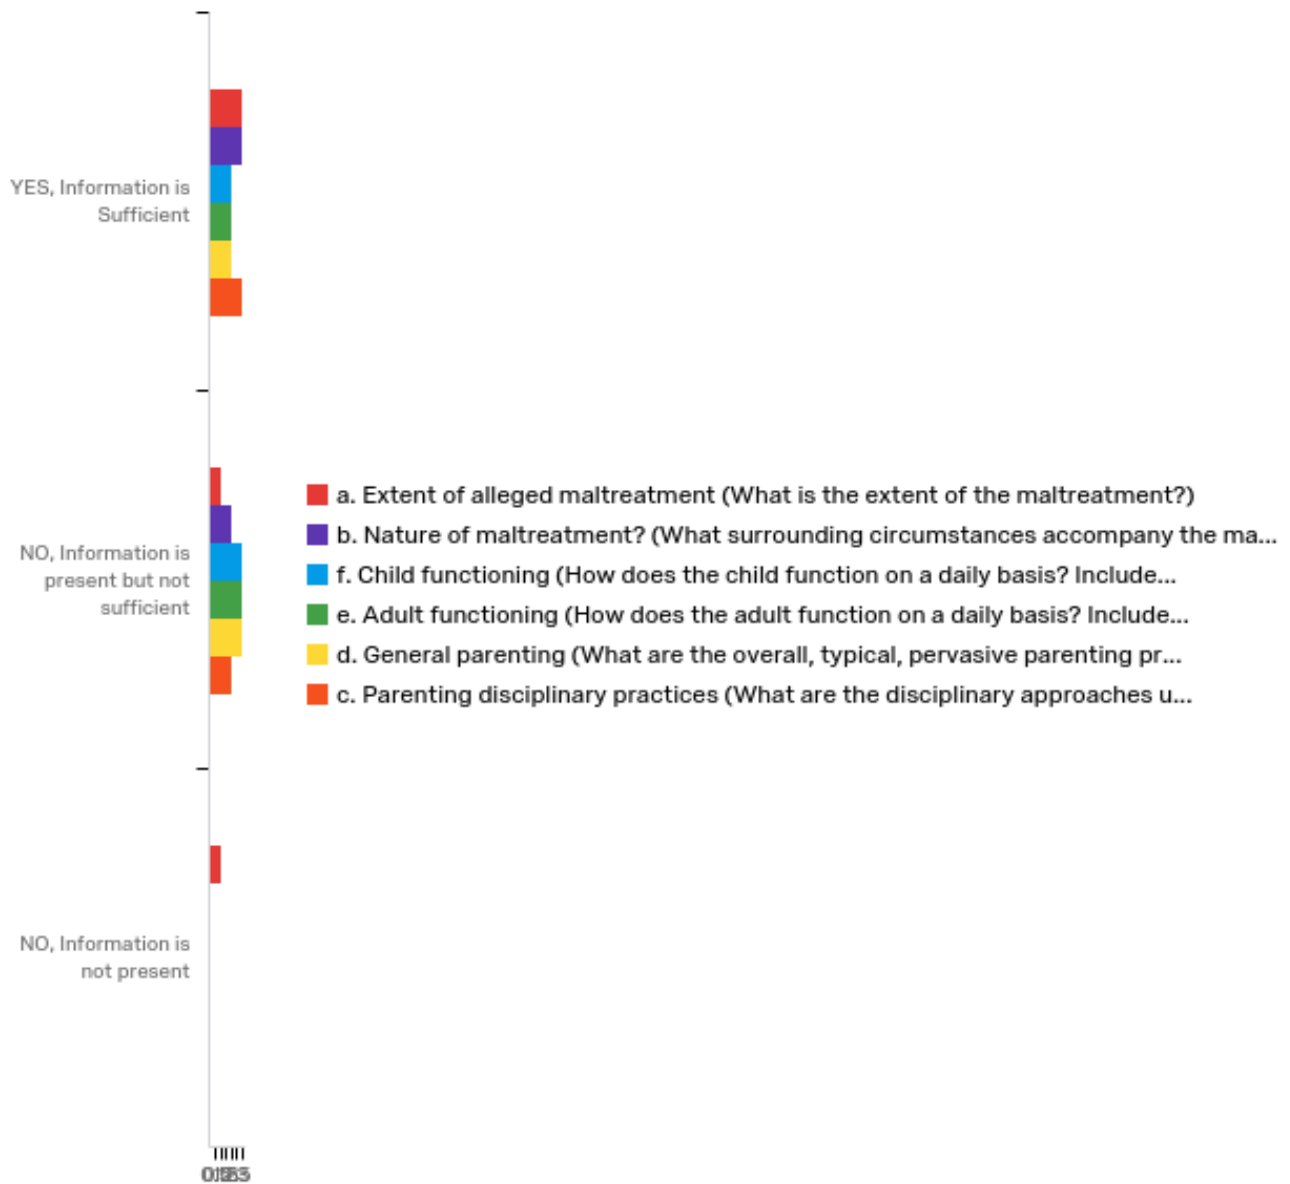 YES, Information is
Sufficient
NO, Information is
present but not
sufficient
a. Extent of alleged maltreatment (What is the extent of the maltreatment?)
b. Nature of maltreatment? (What surrounding circumstances accompany the ma...
f. Child functioning (How does the child function on a daily basis? Include...
e. Adult functioning (How does the adult function on a daily basis? Include...
d. General parenting (What are the overall, typical, pervasive parenting pr...
c. Parenting disciplinary practices (What are the disciplinary approaches u...
NO, Information is
not present